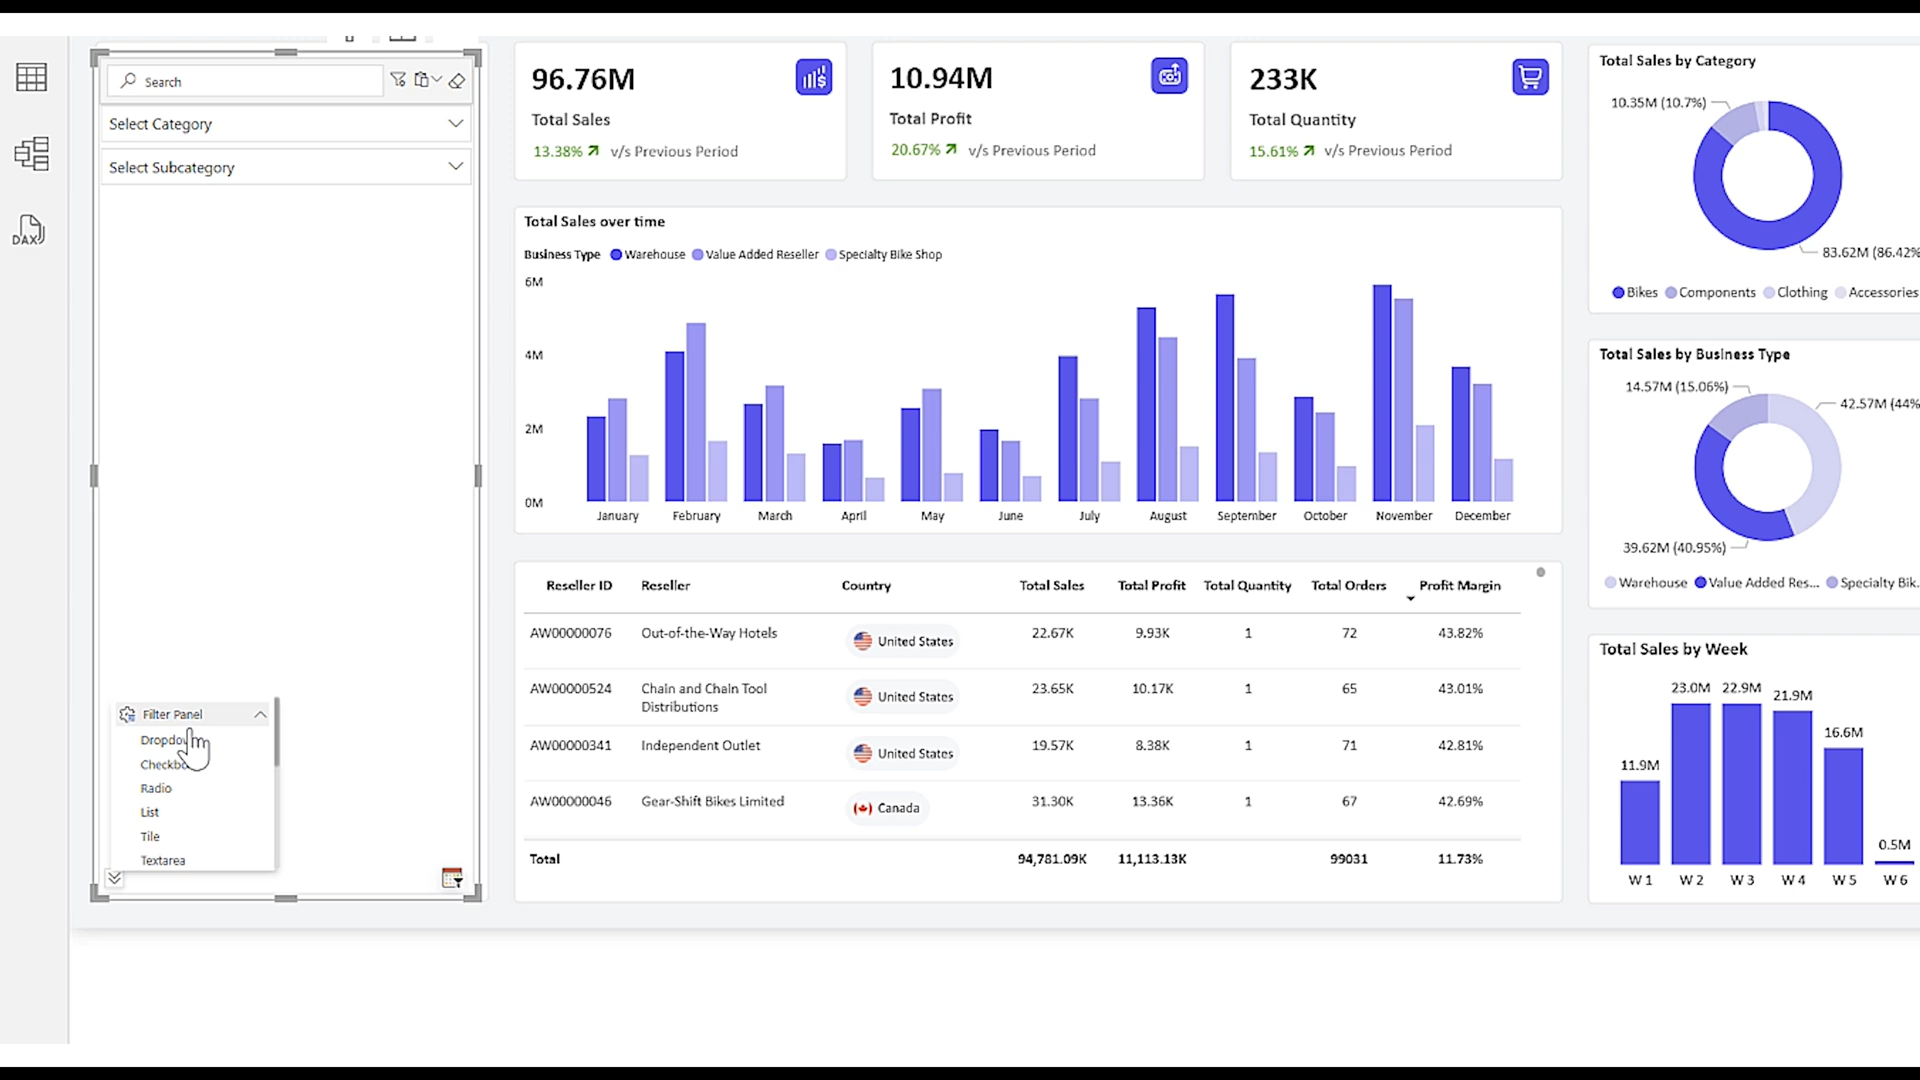 DAX
Search
Select Category
Select Subcategory
Filter Panel
Radio
List
Tile
Textarea
96.76M
Total Sales
13.38% v/s Previous Period
10.94M
Total Profit
20.67% v/s Previous Period
233K
Total Quantity
15.61% v/s Previous Period
Total Sales over time
Business Type Warehouse Value Added Reseller Specialty Bike Shop
6M
4M
2M
0M
January February March April May June July August September October November December
Reseller ID Reseller Country Total Sales Total Profit Total Quantity Total Orders Profit Margin
AW00000076 Out-of-the-Way Hotels United States 22.67K 9.93K 1 72 43.82%
AW00000524 Chain and Chain Tool Distributions United States 23.65K 10.17K 1 65 43.01%
AW00000341 Independent Outlet United States 19.57K 8.38K 1 71 42.81%
AW00000046 Gear-Shift Bikes Limited Canada 31.30K 13.36K 1 67 42.69%
Total 94,781.09K 11,113.13K 99031 11.73%
Total Sales by Category
10.35M (10.7%)
83.62M (86.42%
Bikes Components Clothing Accessories
Total Sales by Business Type
14.57M (15.06%)
42.57M (44%
39.62M (40.95%)
Warehouse Value Added Res... Specialty Bik...
Total Sales by Week
11.9M 23.0M 22.9M 21.9M 16.6M 0.5M
W 1 W 2 W 3 W 4 W 5 W 6